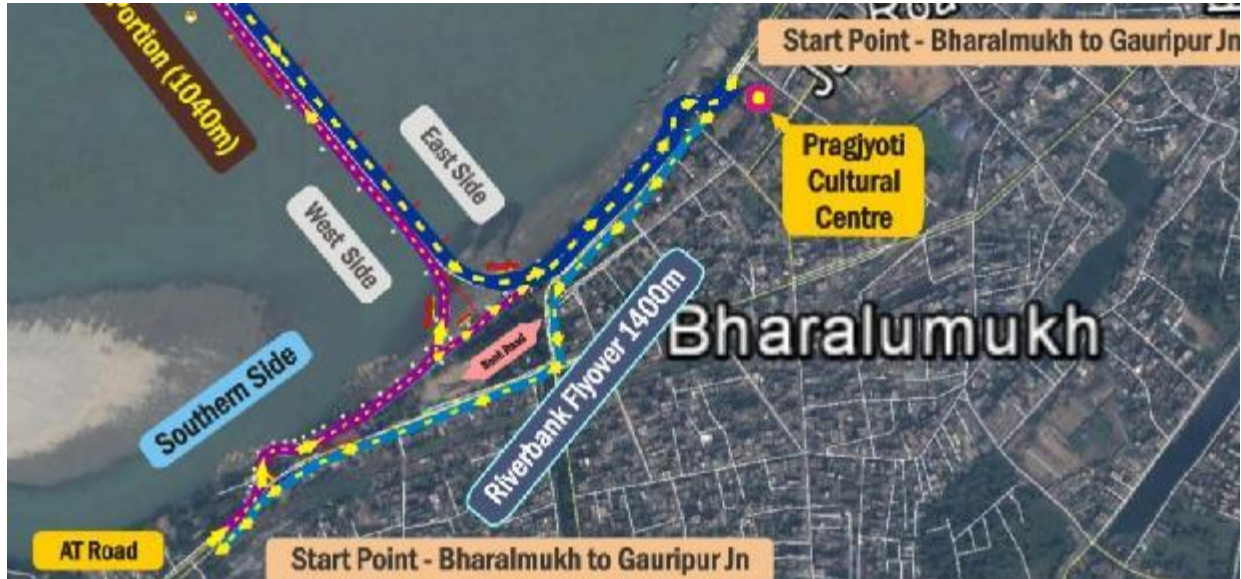 Portion (1040m)
Start Point - Bharalmukh to Gauripur Jn
East Side
Pragjyoti
Cultural
Centre
West Side
Riverbank Flyover 1400m
Bharalumukh
Southern Side
AT Road
Start Point - Bharalmukh to Gauripur Jn